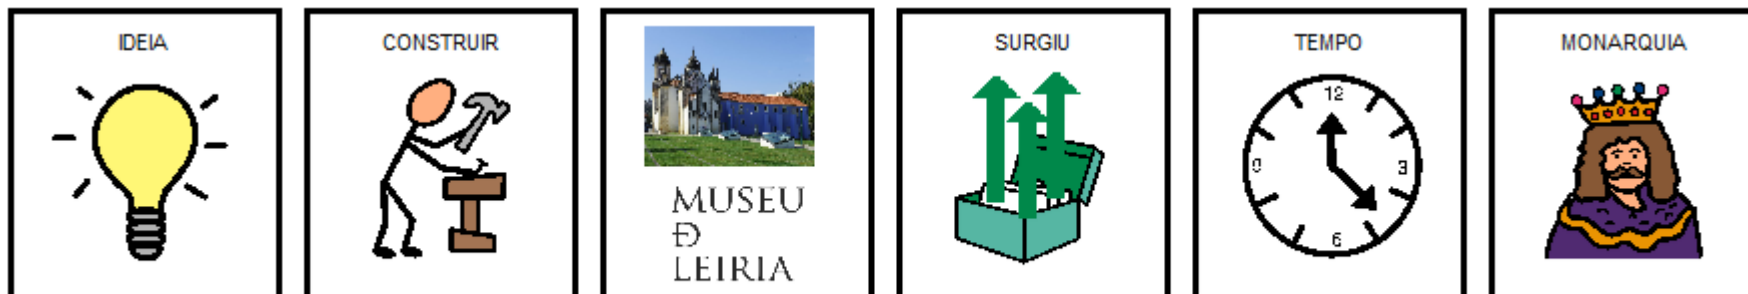 IDEIA
CONSTRUIR
MUSEU
Đ
LEIRIA
SURGIU
TEMPO
12
3
6
9
MONARQUIA